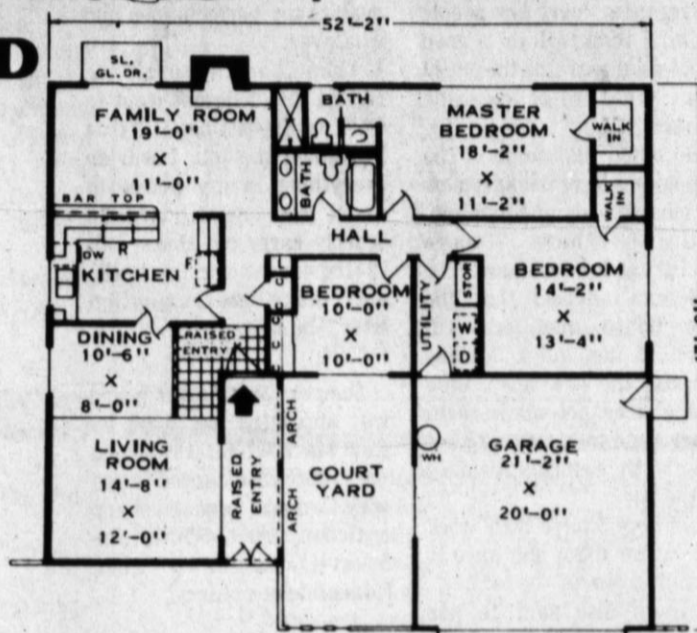 52'-2"
D
SL.
GL. DR.
FAMILY ROOM
19'-0"
X
11'-0"
BATH
MASTER
BEDROOM
18'-2"
X
11'-2"
WALK
IN
WALK
IN
BATH
BAR TOP
HALL
DW
R
KITCHEN
F
L
BEDROOM
10'-0"
X
10'-0"
C
C
C
UTILITY
STOR
W
D
BEDROOM
14'-2"
X
13'-4"
DINING
10'-6"
X
8'-0"
RAISED
ENTRY
LIVING
ROOM
14'-8"
X
12'-0"
RAISED
ENTRY
ARCH
ARCH
COURT
YARD
WH.
GARAGE
21'-2"
X
20'-0"